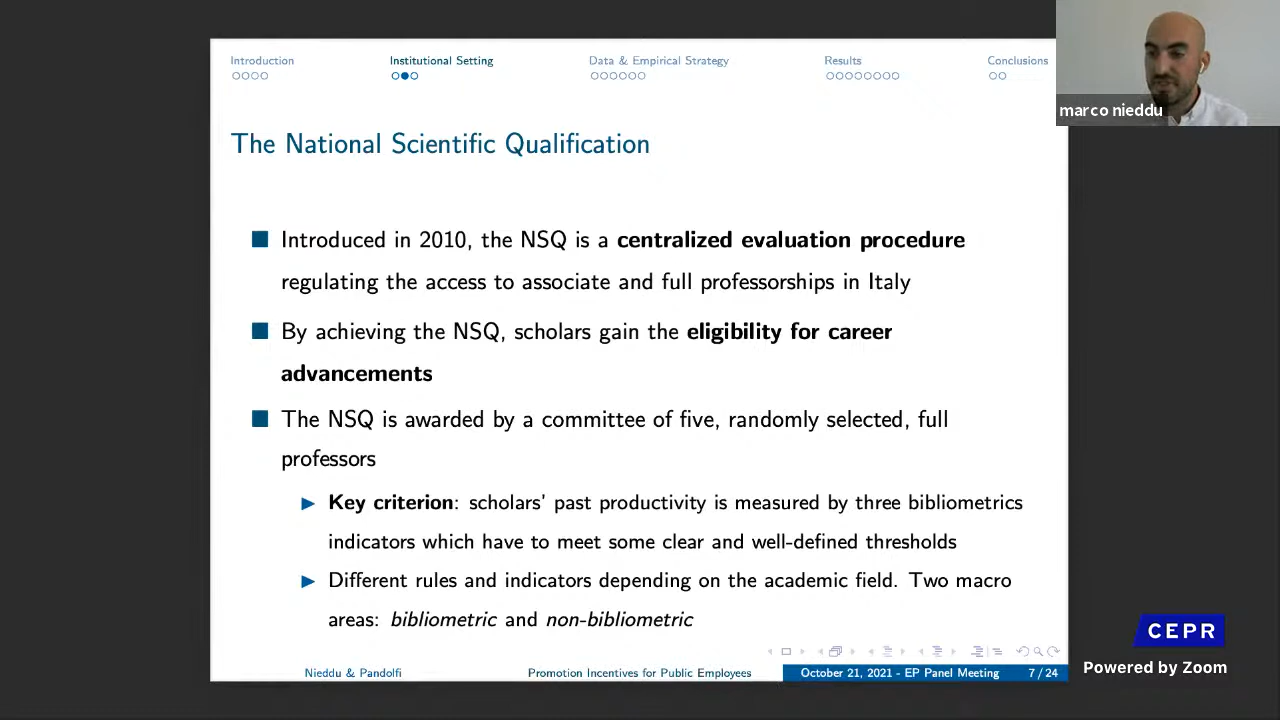 Introduction
Institutional Setting
Data & Empirical Strategy
Results
Conclusions
marco nieddu
The National Scientific Qualification
Introduced in 2010, the NSQ is a centralized evaluation procedure
regulating the access to associate and full professorships in Italy
By achieving the NSQ, scholars gain the eligibility for career
advancements
The NSQ is awarded by a committee of five, randomly selected, full
professors
Key criterion: scholars' past productivity is measured by three bibliometrics
indicators which have to meet some clear and well-defined thresholds
Different rules and indicators depending on the academic field. Two macro
areas: bibliometric and non-bibliometric
Nieddu & Pandolfi
Promotion Incentives for Public Employees
October 21, 2021 - EP Panel Meeting
7 / 24
CEPR
Powered by Zoom